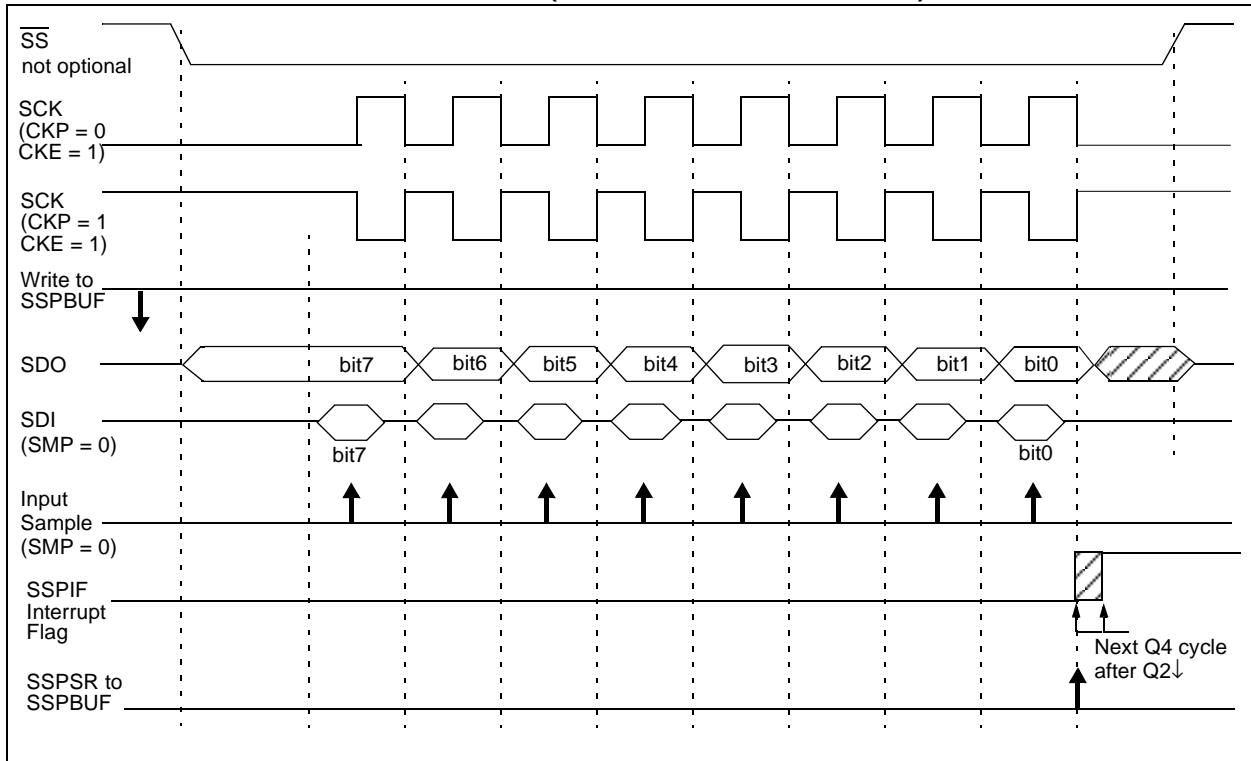 SS
not optional
SCK
(CKP = 0
CKE = 1)
SCK
(CKP = 1
CKE = 1)
Write to
SSPBUF
SDO
bit7 bit6 bit5 bit4 bit3 bit2 bit1 bit0
SDI
(SMP = 0)
bit7 bit0
Input
Sample
(SMP = 0)
SSPIF
Interrupt
Flag
Next Q4 cycle
after Q2↓
SSPSR to
SSPBUF